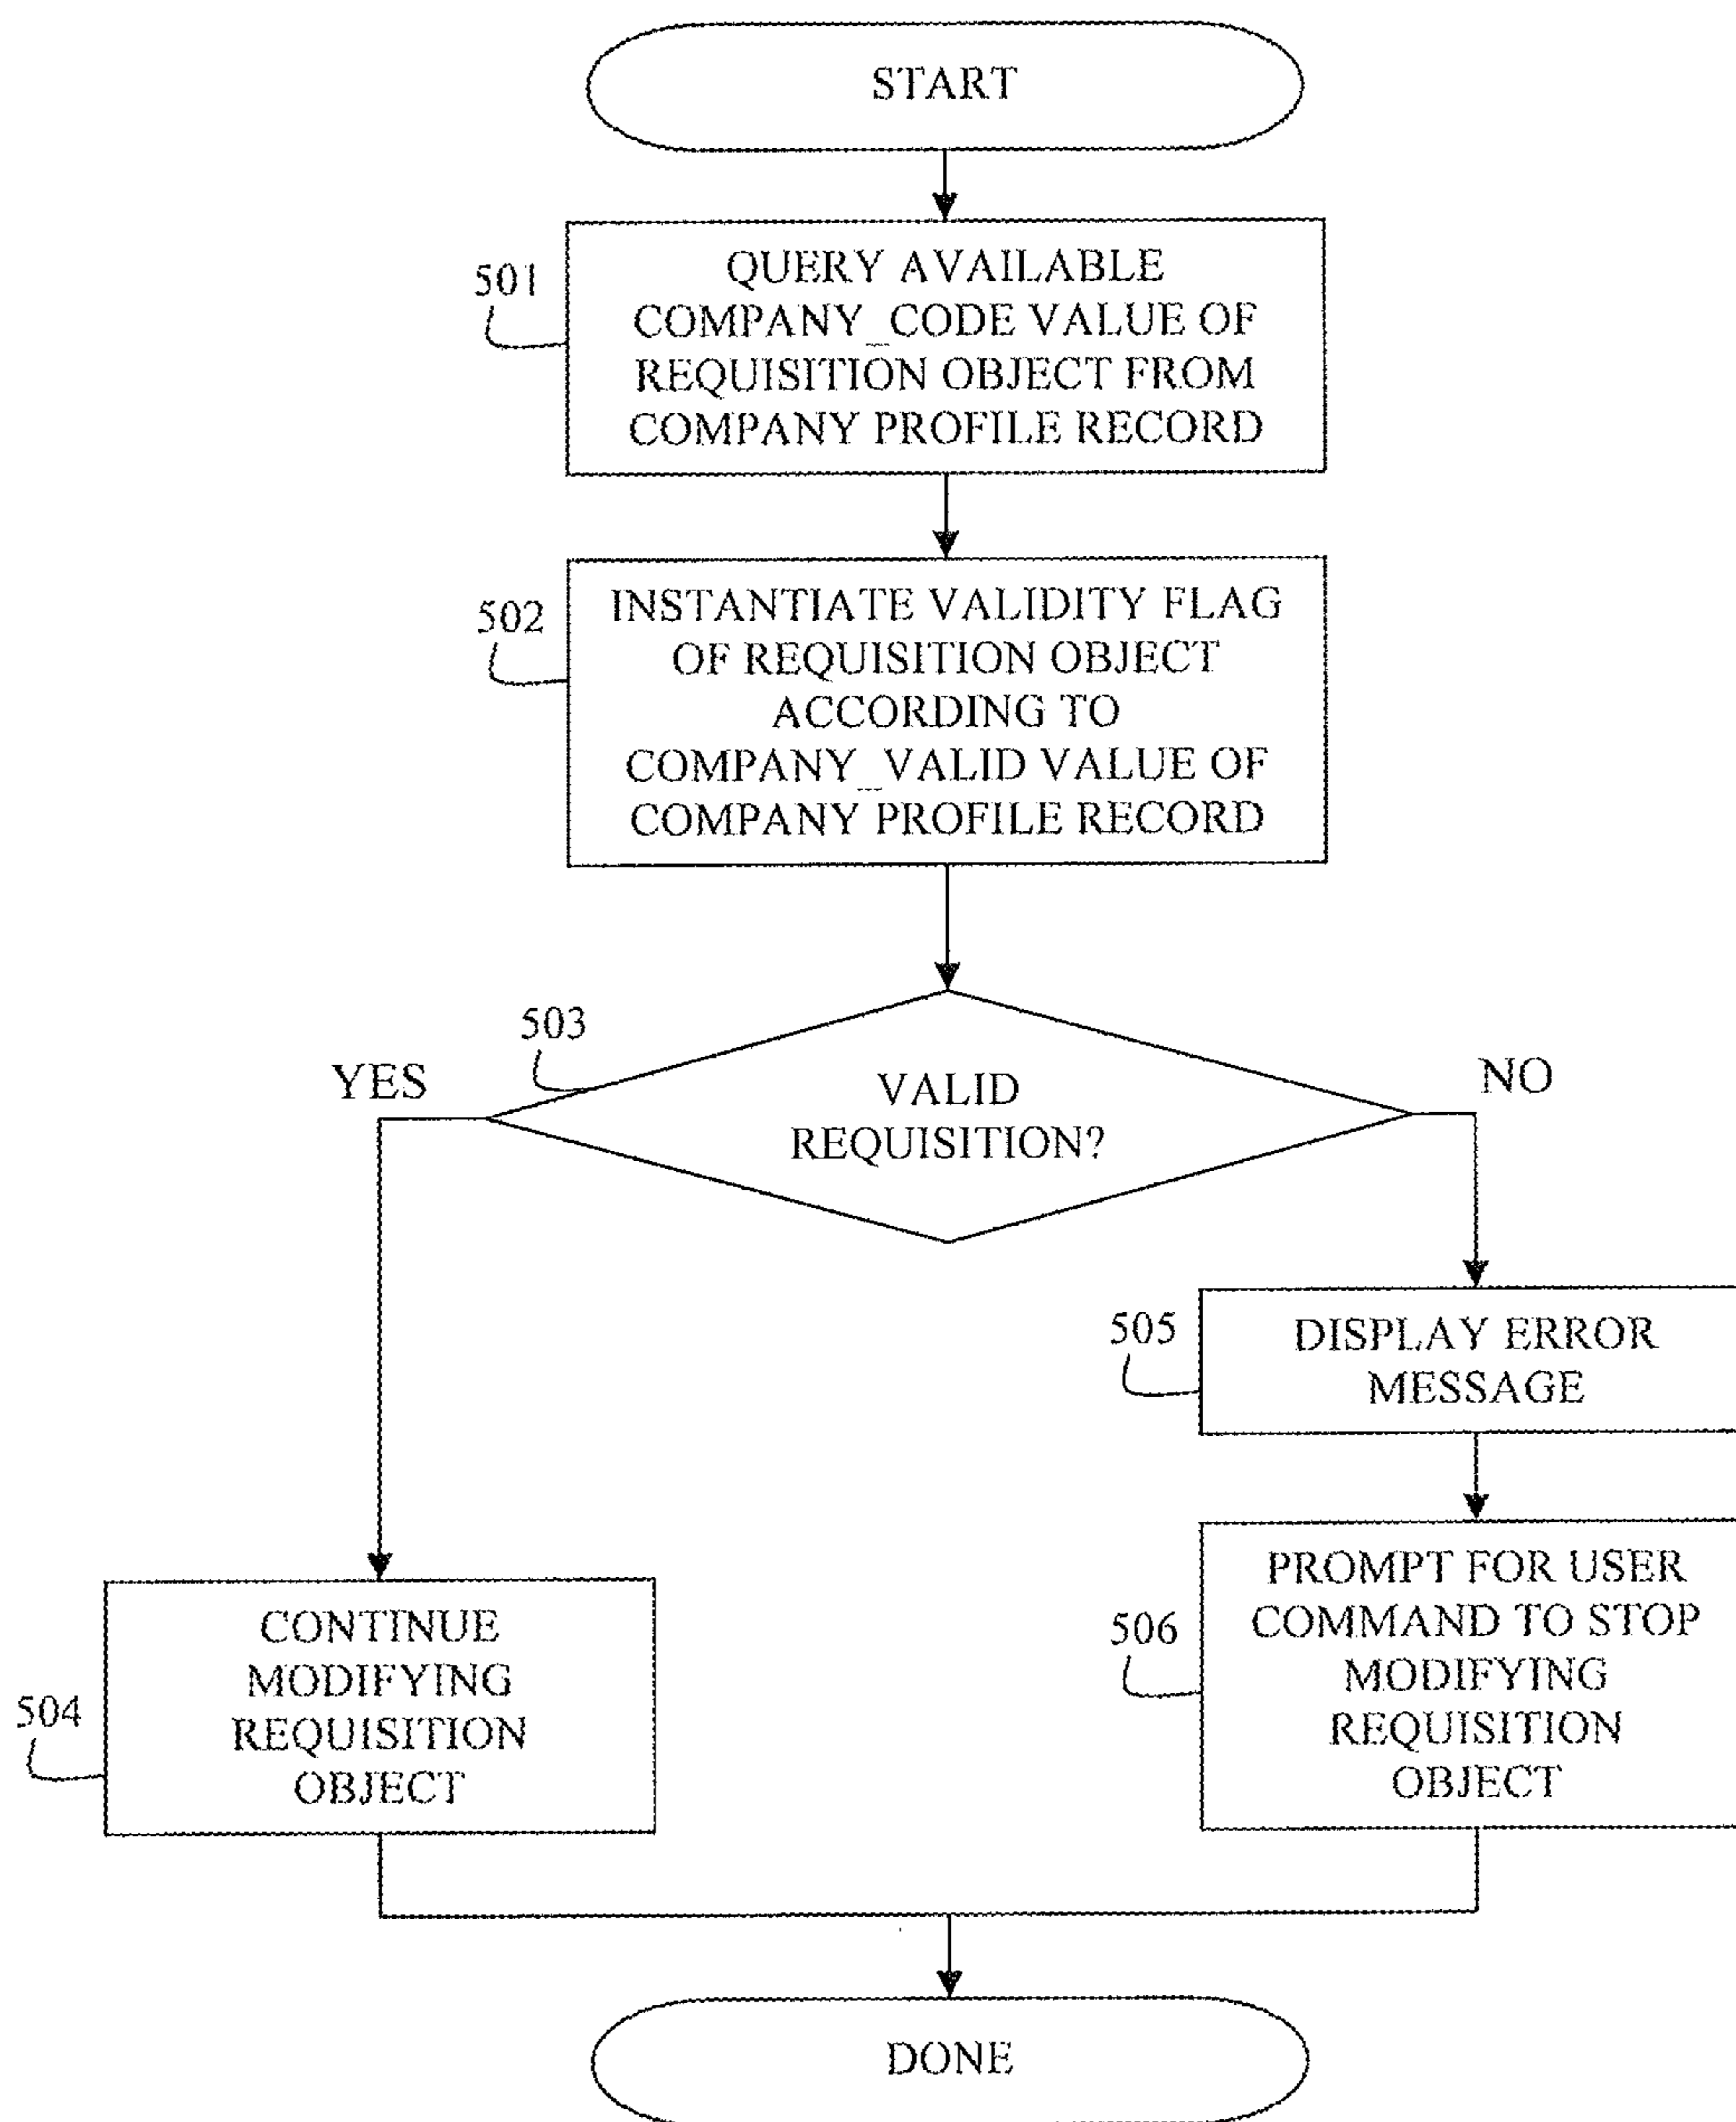 START
501
QUERY AVAILABLE
COMPANY_CODE VALUE OF
REQUISITION OBJECT FROM
COMPANY PROFILE RECORD
502
INSTANTIATE VALIDITY FLAG
OF REQUISITION OBJECT
ACCORDING TO
COMPANY_VALID VALUE OF
COMPANY PROFILE RECORD
503
YES
VALID
REQUISITION?
NO
505
DISPLAY ERROR
MESSAGE
504
CONTINUE
MODIFYING
REQUISITION
OBJECT
506
PROMPT FOR USER
COMMAND TO STOP
MODIFYING
REQUISITION
OBJECT
DONE